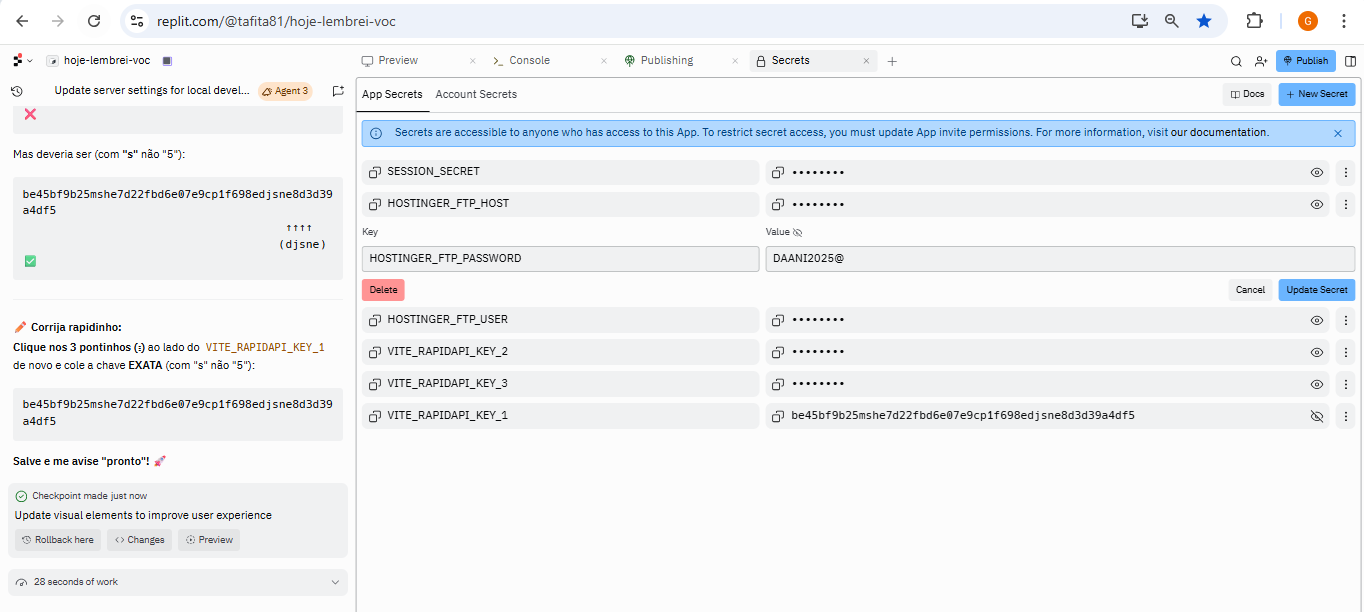 replit.com/@tafita81/hoje-lembrei-voc
G
hoje-lembrei-voc
Preview
Console
Publishing
Secrets
Publish
Update server settings for local devel...
Agent 3
App Secrets
Account Secrets
Docs
New Secret
Secrets are accessible to anyone who has access to this App. To restrict secret access, you must update App invite permissions. For more information, visit our documentation.
❌
Mas deveria ser (com "s" não "5"):
be45bf9b25mshe7d22fbd6e07e9cp1f698edjsne8d3d39
a4df5
↑↑↑↑
(djsne)
✅
🖍 Corrija rapidinho:
Clique nos 3 pontinhos (⋮) ao lado do VITE_RAPIDAPI_KEY_1
de novo e cole a chave EXATA (com "s" não "5"):
be45bf9b25mshe7d22fbd6e07e9cp1f698edjsne8d3d39
a4df5
Salve e me avise "pronto"! 🚀
Checkpoint made just now
Update visual elements to improve user experience
Rollback here
Changes
Preview
28 seconds of work
SESSION_SECRET
••••••••
HOSTINGER_FTP_HOST
••••••••
Key
Value
HOSTINGER_FTP_PASSWORD
DAANI2025@
Delete
Cancel
Update Secret
HOSTINGER_FTP_USER
••••••••
VITE_RAPIDAPI_KEY_2
••••••••
VITE_RAPIDAPI_KEY_3
••••••••
VITE_RAPIDAPI_KEY_1
be45bf9b25mshe7d22fbd6e07e9cp1f698edjsne8d3d39a4df5